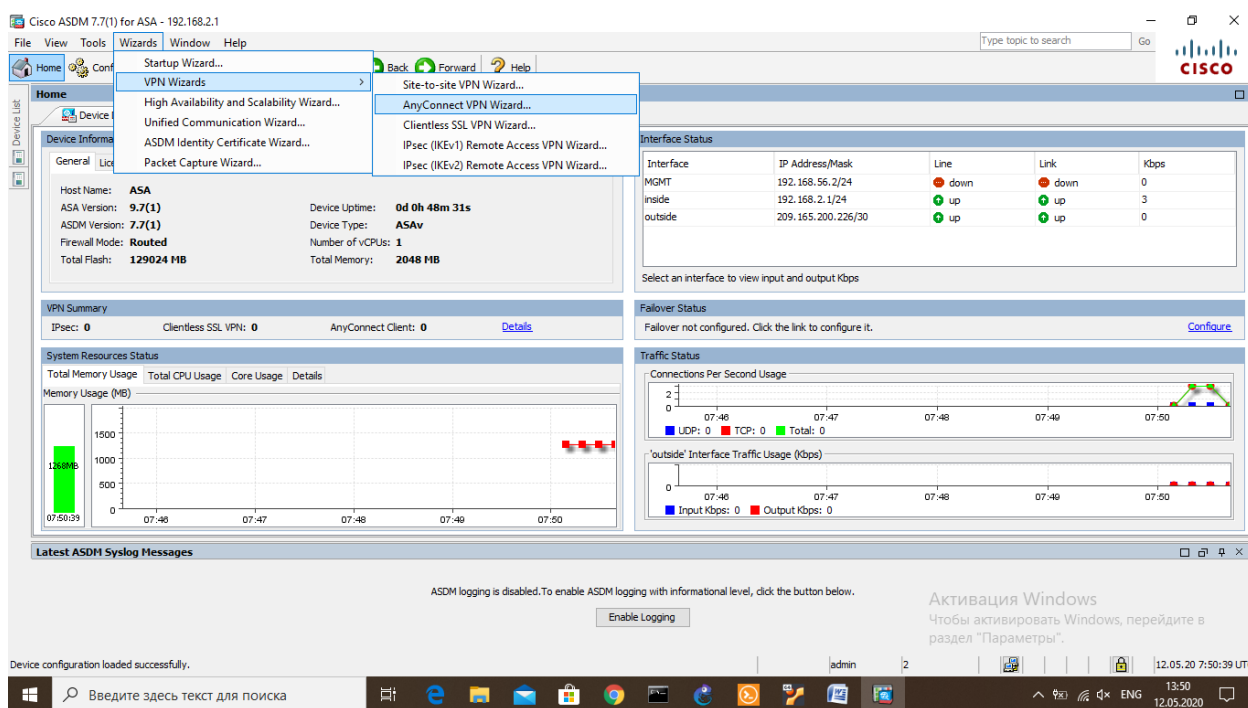 Cisco ASDM 7.7(1) for ASA - 192.168.2.1
File View Tools Wizards Window Help
Type topic to search Go
Home Conf Back Forward Help
CISCO
Startup Wizard...
VPN Wizards
High Availability and Scalability Wizard...
Unified Communication Wizard...
ASDM Identity Certificate Wizard...
Packet Capture Wizard...
Site-to-site VPN Wizard...
AnyConnect VPN Wizard...
Clientless SSL VPN Wizard...
IPsec (IKEv1) Remote Access VPN Wizard...
IPsec (IKEv2) Remote Access VPN Wizard...
Device List
Home
Device
Device Informa
General Lice
Host Name: ASA
ASA Version: 9.7(1) Device Uptime: 0d 0h 48m 31s
ASDM Version: 7.7(1) Device Type: ASAv
Firewall Mode: Routed Number of vCPUs: 1
Total Flash: 129024 MB Total Memory: 2048 MB
Interface Status
Interface IP Address/Mask Line Link Kbps
MGMT 192.168.56.2/24 down down 0
inside 192.168.2.1/24 up up 3
outside 209.165.200.226/30 up up 0
Select an interface to view input and output Kbps
VPN Summary
IPsec: 0 Clientless SSL VPN: 0 AnyConnect Client: 0 Details
Failover Status
Failover not configured. Click the link to configure it. Configure
System Resources Status
Total Memory Usage Total CPU Usage Core Usage Details
Memory Usage (MB)
1500
1000
500
0
1268MB
07:50:39
07:46 07:47 07:48 07:49 07:50
Traffic Status
Connections Per Second Usage
2
0
07:46 07:47 07:48 07:49 07:50
UDP: 0 TCP: 0 Total: 0
'outside' Interface Traffic Usage (Kbps)
0
07:46 07:47 07:48 07:49 07:50
Input Kbps: 0 Output Kbps: 0
Latest ASDM Syslog Messages
ASDM logging is disabled.To enable ASDM logging with informational level, click the button below.
Enable Logging
Активация Windows
Чтобы активировать Windows, перейдите в
раздел "Параметры".
Device configuration loaded successfully. admin 2 12.05.20 7:50:39 UT
Введите здесь текст для поиска
ENG
13:50
12.05.2020